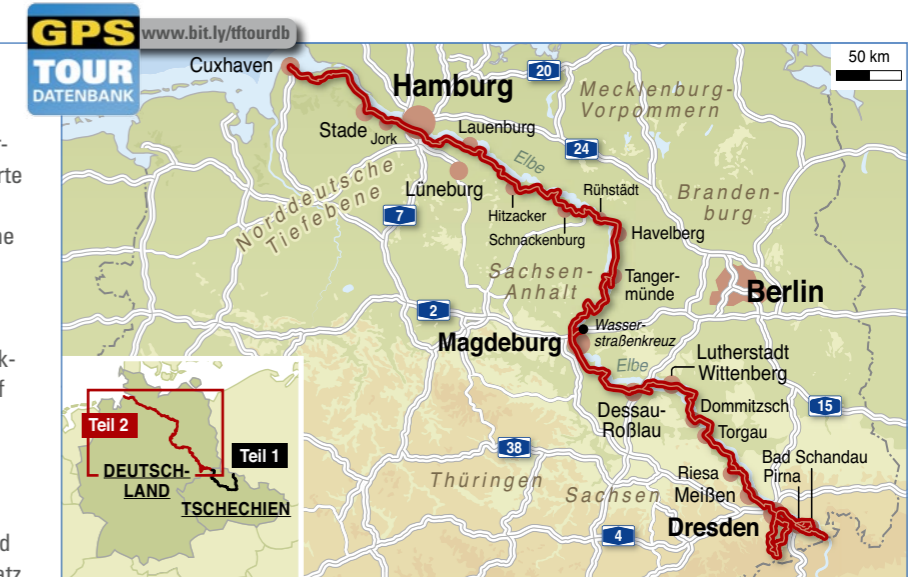 GPS
TOUR
DATENBANK
www.bit.ly/tftourdb
Cuxhaven
Hamburg
20
Mecklenburg-
Vorpommern
50 km
Stade
Jork
Lauenburg
Elbe
24
Lüneburg
Norddeutsche
Tiefebene
7
Hitzacker
Schnackenburg
Rühstädt
Branden-
burg
Havelberg
Sachsen-
Anhalt
Tanger-
münde
Berlin
2
Magdeburg
Wasser-
straßenkreuz
Elbe
Lutherstadt
Wittenberg
Dessau-
Roßlau
Dommitzsch
15
Torgau
38
Thüringen
Sachsen
Riesa
Meißen
Bad Schandau
Pirna
Dresden
4
Teil 2
Teil 1
DEUTSCH-
LAND
TSCHECHIEN
r-
rte
ne
k-
f
d
atz